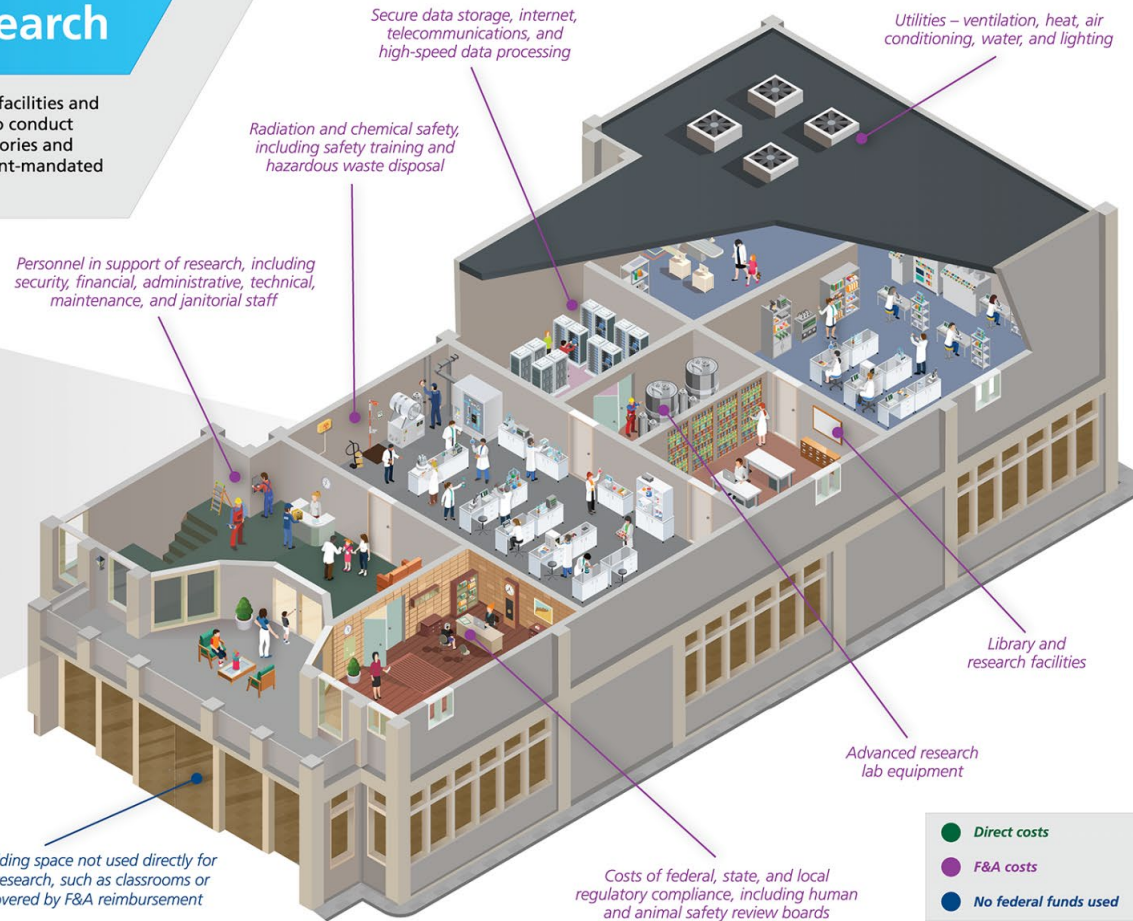 earch
facilities and
o conduct
ories and
nt-mandated
Secure data storage, internet,
telecommunications, and
high-speed data processing
Utilities – ventilation, heat, air
conditioning, water, and lighting
Radiation and chemical safety,
including safety training and
hazardous waste disposal
Personnel in support of research, including
security, financial, administrative, technical,
maintenance, and janitorial staff
Library and
research facilities
Advanced research
lab equipment
ding space not used directly for
esearch, such as classrooms or
vered by F&A reimbursement
Costs of federal, state, and local
regulatory compliance, including human
and animal safety review boards
Direct costs
F&A costs
No federal funds used